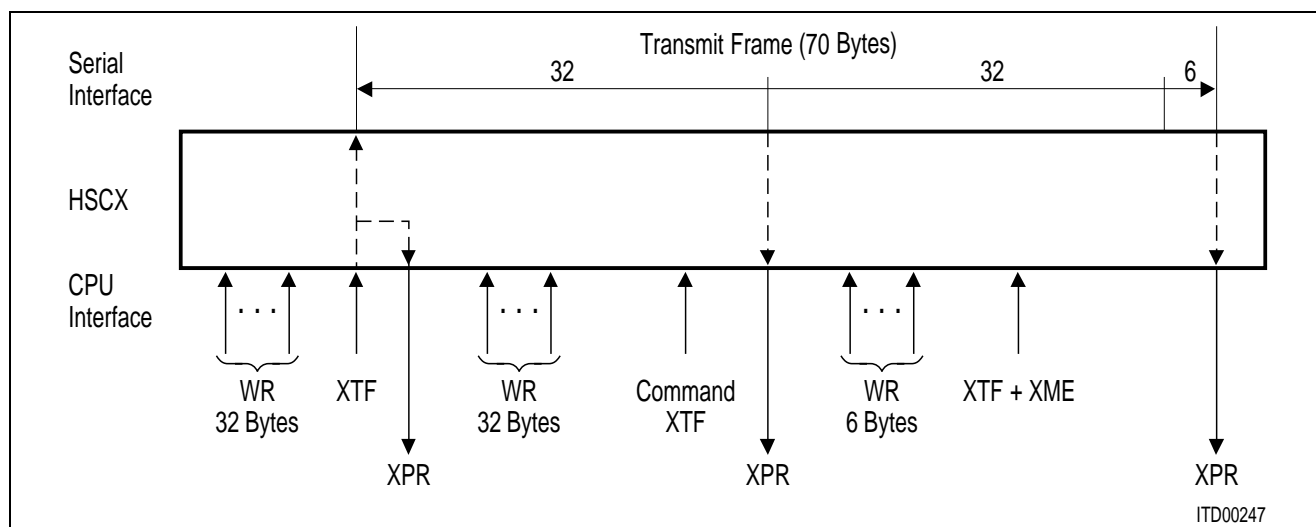 Transmit Frame (70 Bytes)
Serial
Interface
32
32
6
HSCX
CPU
Interface
. . .
. . .
. . .
WR
32 Bytes
XTF
WR
32 Bytes
Command
XTF
WR
6 Bytes
XTF + XME
XPR
XPR
XPR
ITD00247